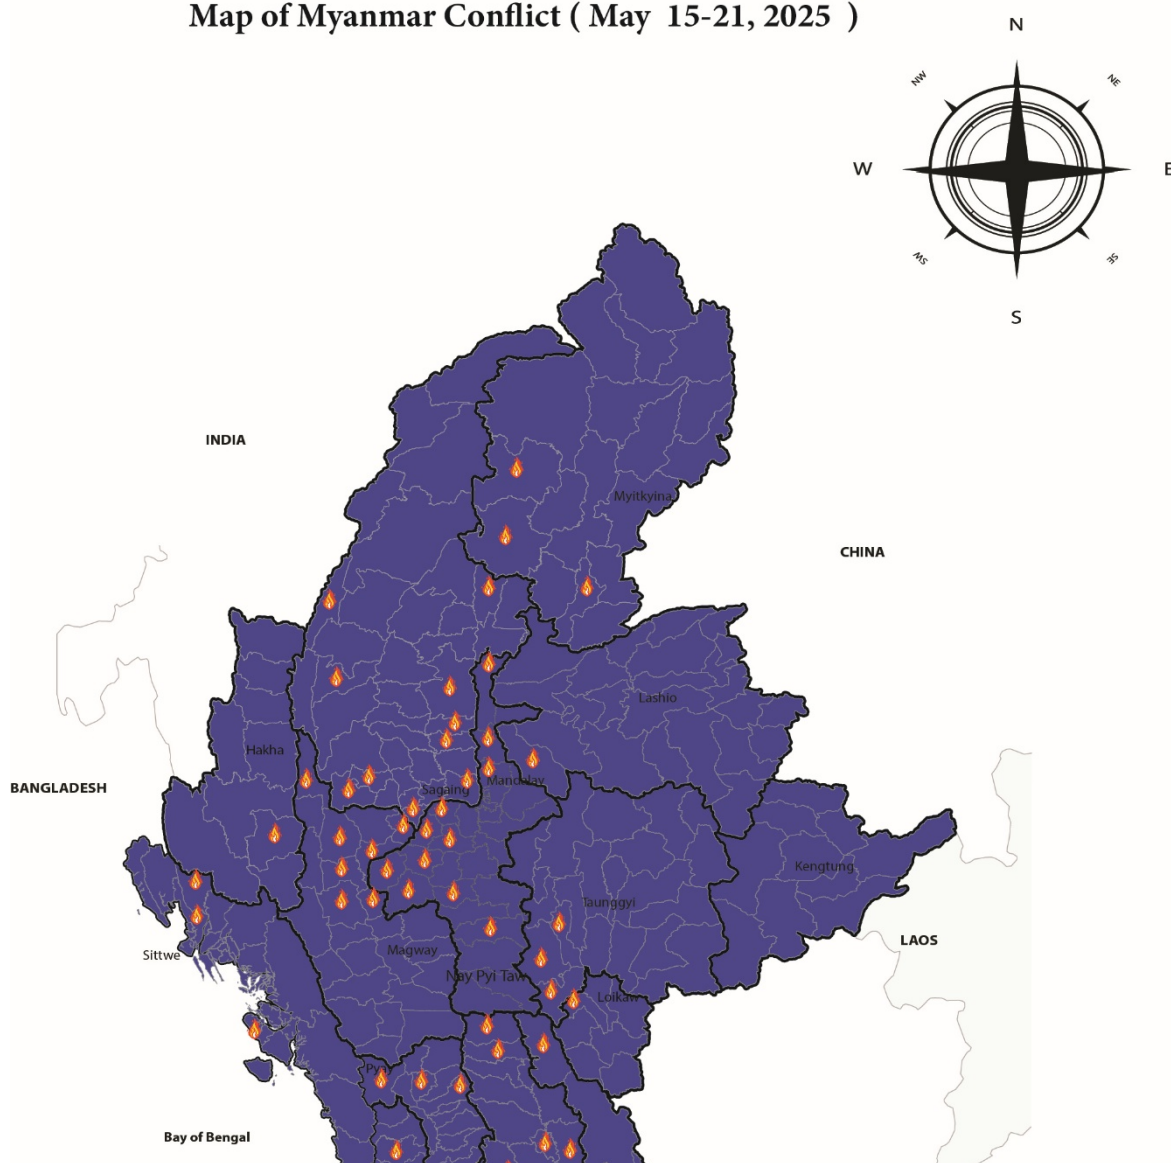 Map of Myanmar Conflict ( May 15-21, 2025 )
N
NW
NE
W
E
SW
SE
S
INDIA
Myitkyina
CHINA
Lashio
Hakha
Mandalay
Sagaing
BANGLADESH
Kengtung
Taunggyi
LAOS
Magway
Sittwe
Nay Pyi Taw
Loikaw
Pyay
Bay of Bengal